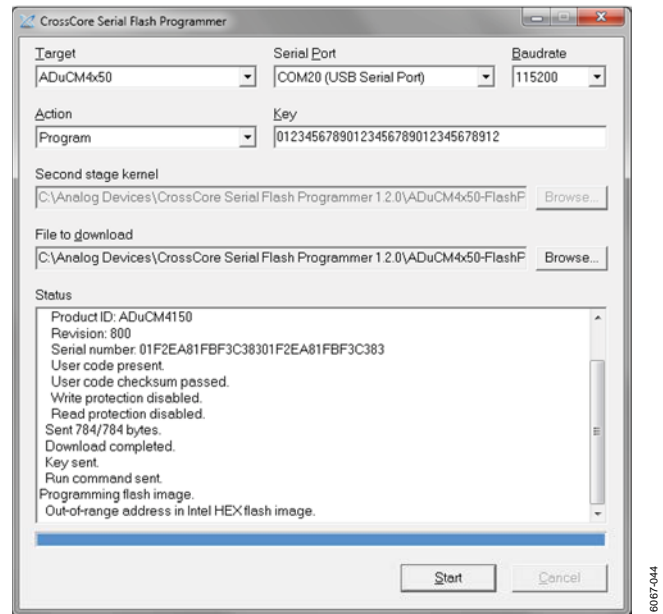 CrossCore Serial Flash Programmer
Target Serial Port Baudrate
ADuCM4x50 COM20 (USB Serial Port) 115200
Action Key
Program 01234567890123456789012345678912
Second stage kernel
C:\Analog Devices\CrossCore Serial Flash Programmer 1.2.0\ADuCM4x50-FlashP Browse...
File to download
C:\Analog Devices\CrossCore Serial Flash Programmer 1.2.0\ADuCM4x50-FlashP Browse...
Status
Product ID: ADuCM4150
Revision: 800
Serial number: 01F2EA81FBF3C38301F2EA81FBF3C383
User code present.
User code checksum passed.
Write protection disabled.
Read protection disabled.
Sent 784/784 bytes.
Download completed.
Key sent.
Run command sent.
Programming flash image.
Out-of-range address in Intel HEX flash image.
Start Cancel
6067-044